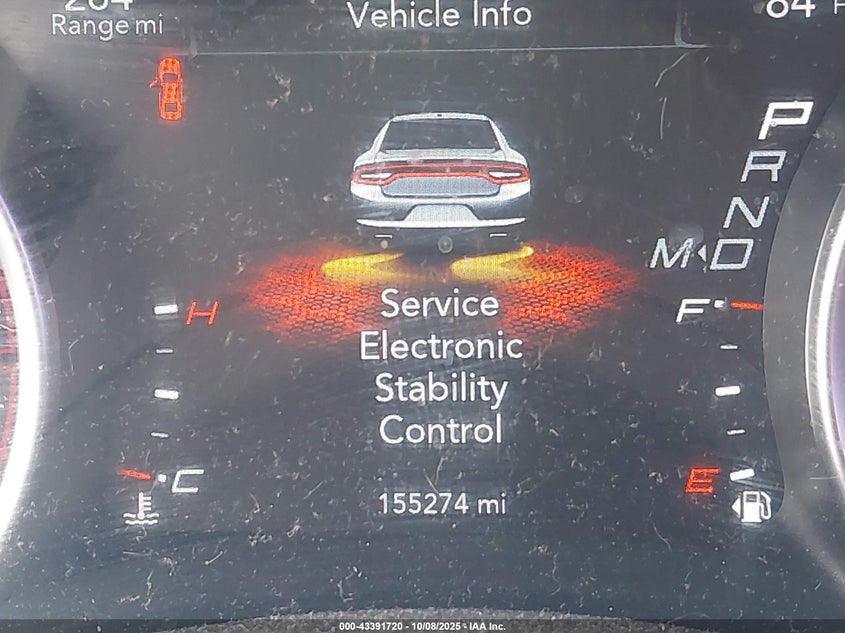 Range mi
Vehicle Info
P
R
N
M D
H
F
Service
Electronic
Stability
Control
C
E
155274 mi
000-43391720 - 10/08/2025 - IAA Inc.